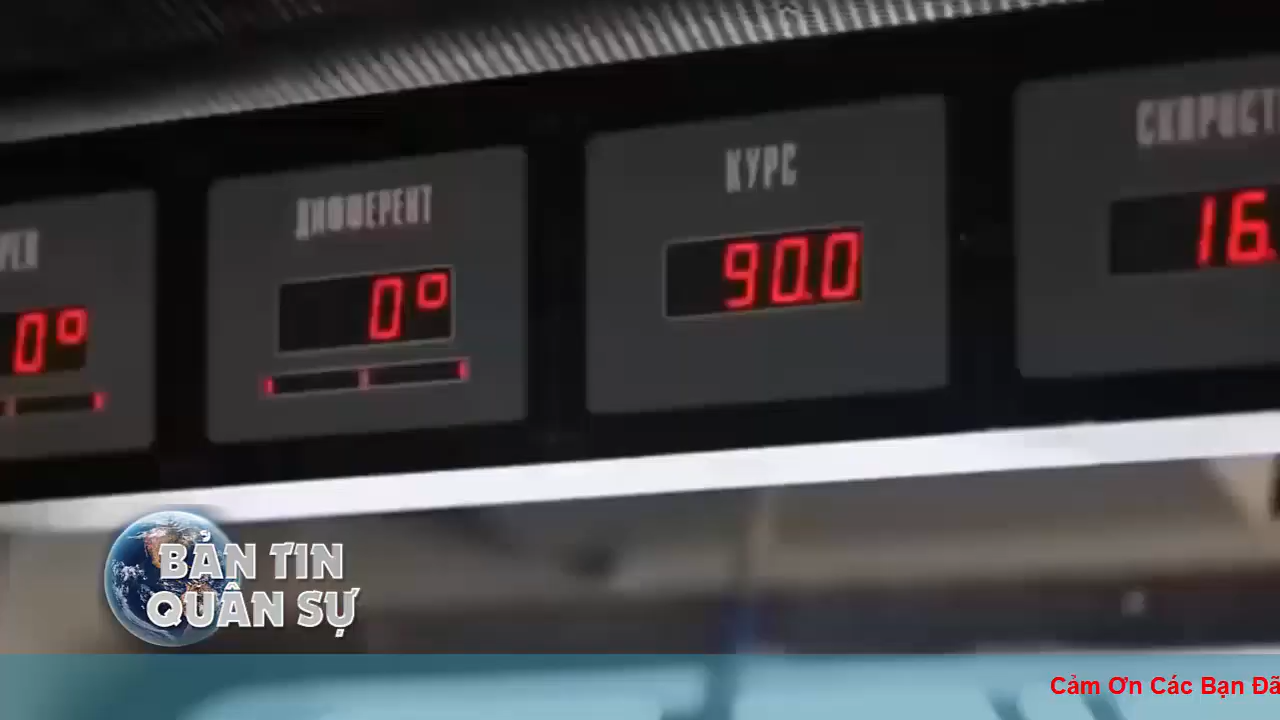 ДИФФЕРЕНТ
КУРС
0°
0°
90.0
16.
BẢN TIN
QUÂN SỰ
Cảm Ơn Các Bạn Đã